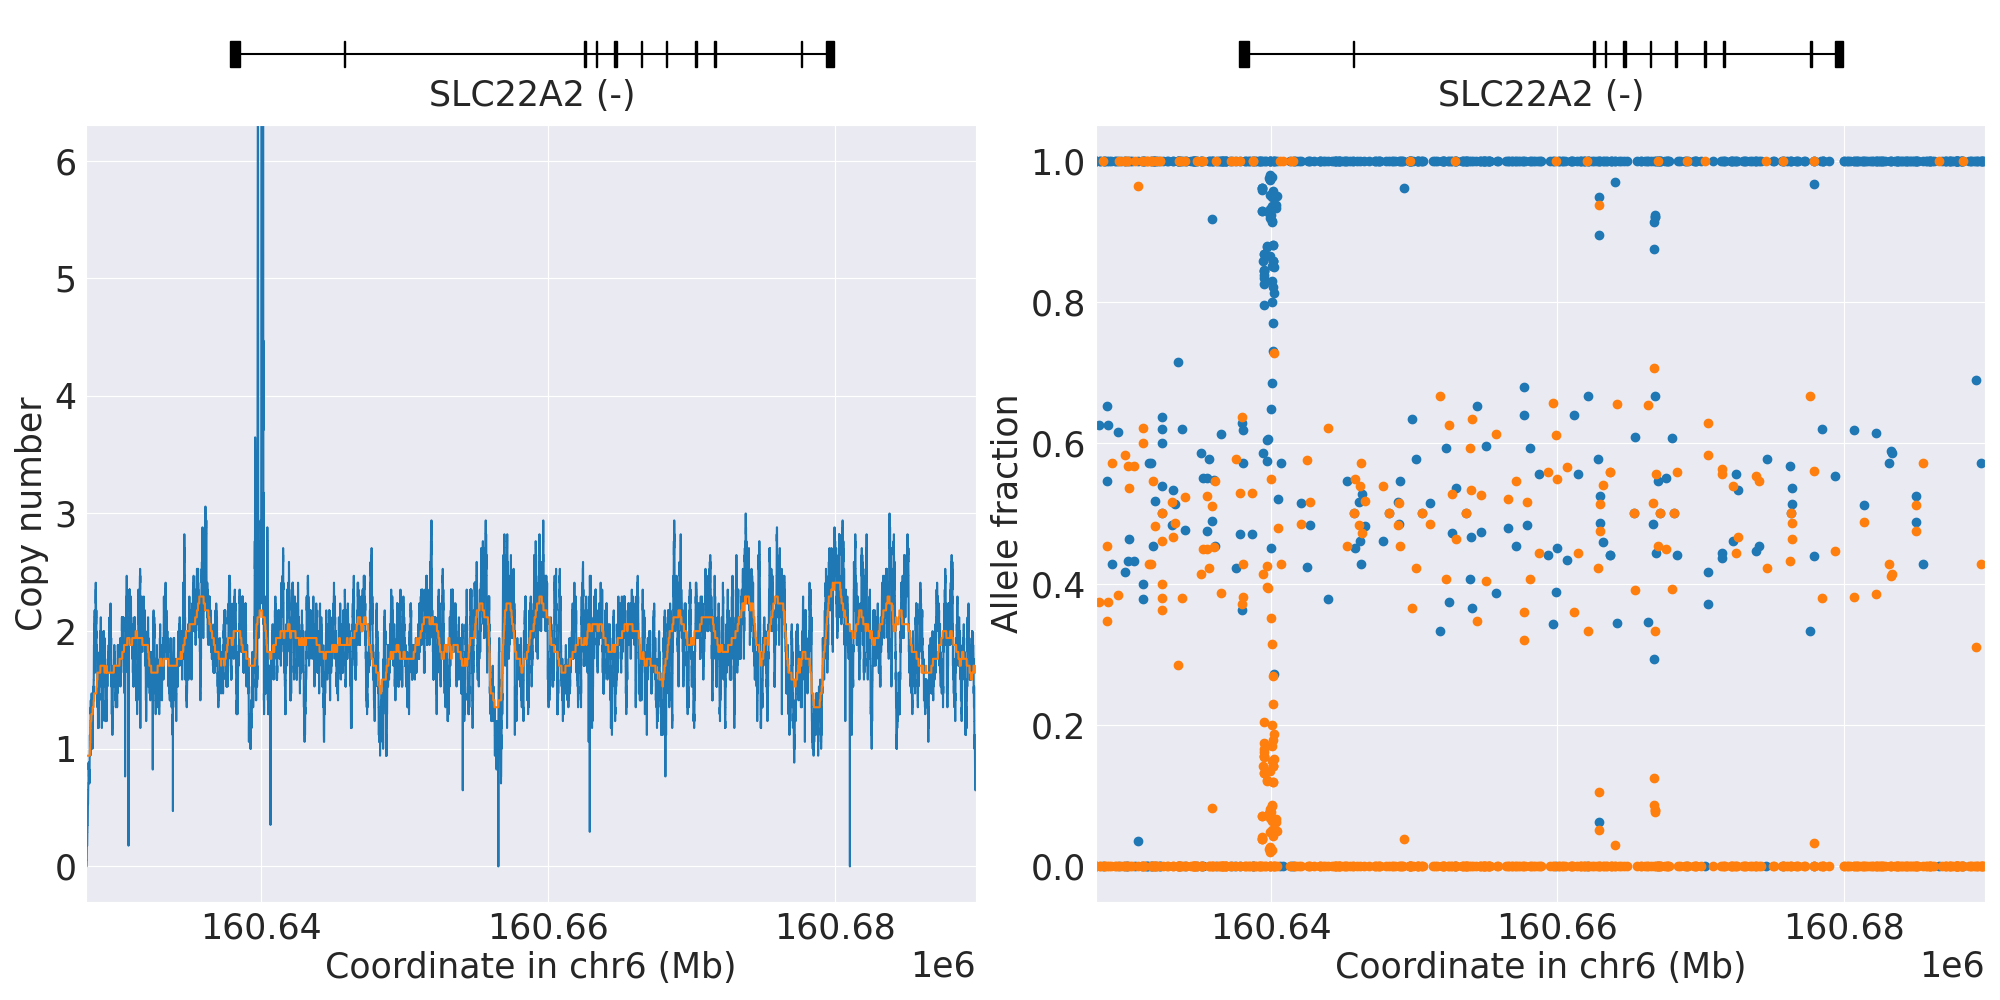 SLC22A2 (-)
6
5
4
3
2
1
0
Copy number
160.64 160.66 160.68
Coordinate in chr6 (Mb) 1e6
SLC22A2 (-)
1.0
0.8
0.6
0.4
0.2
0.0
Allele fraction
160.64 160.66 160.68
Coordinate in chr6 (Mb) 1e6